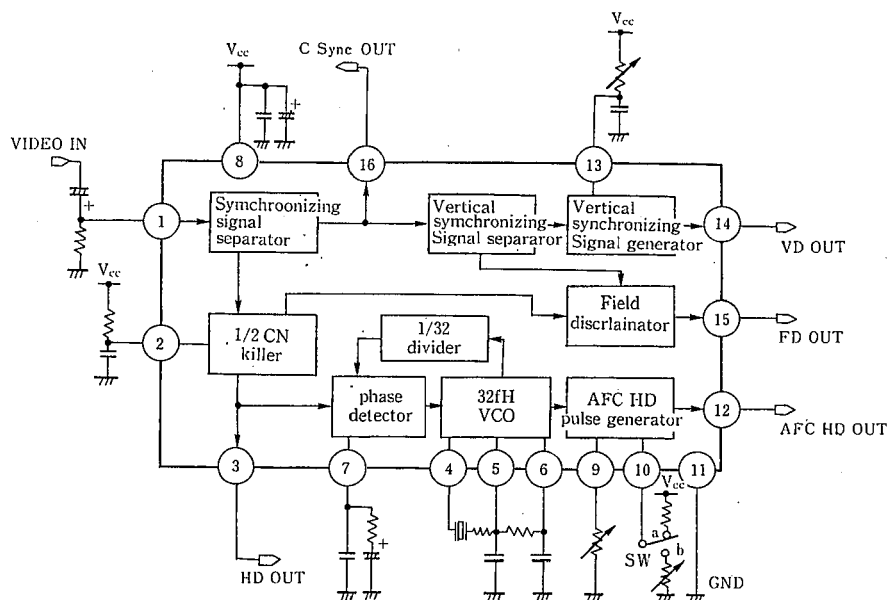 C Sync OUT
Vcc
Vcc
VIDEO IN
8
16
13
1
Symchroonizing
signal
separator
Vertical
symchronizing
Signal separaror
Vertical
synchronizing
Signal generator
14
VD OUT
Vcc
2
1/2 CN
killer
1/32
divider
Field
discrlainator
15
FD OUT
phase
detector
32fH
VCO
AFC HD
pulse generator
12
AFC HD OUT
3
7
4
5
6
9
10
11
Vcc
a
SW
b
HD OUT
GND
+
+
+